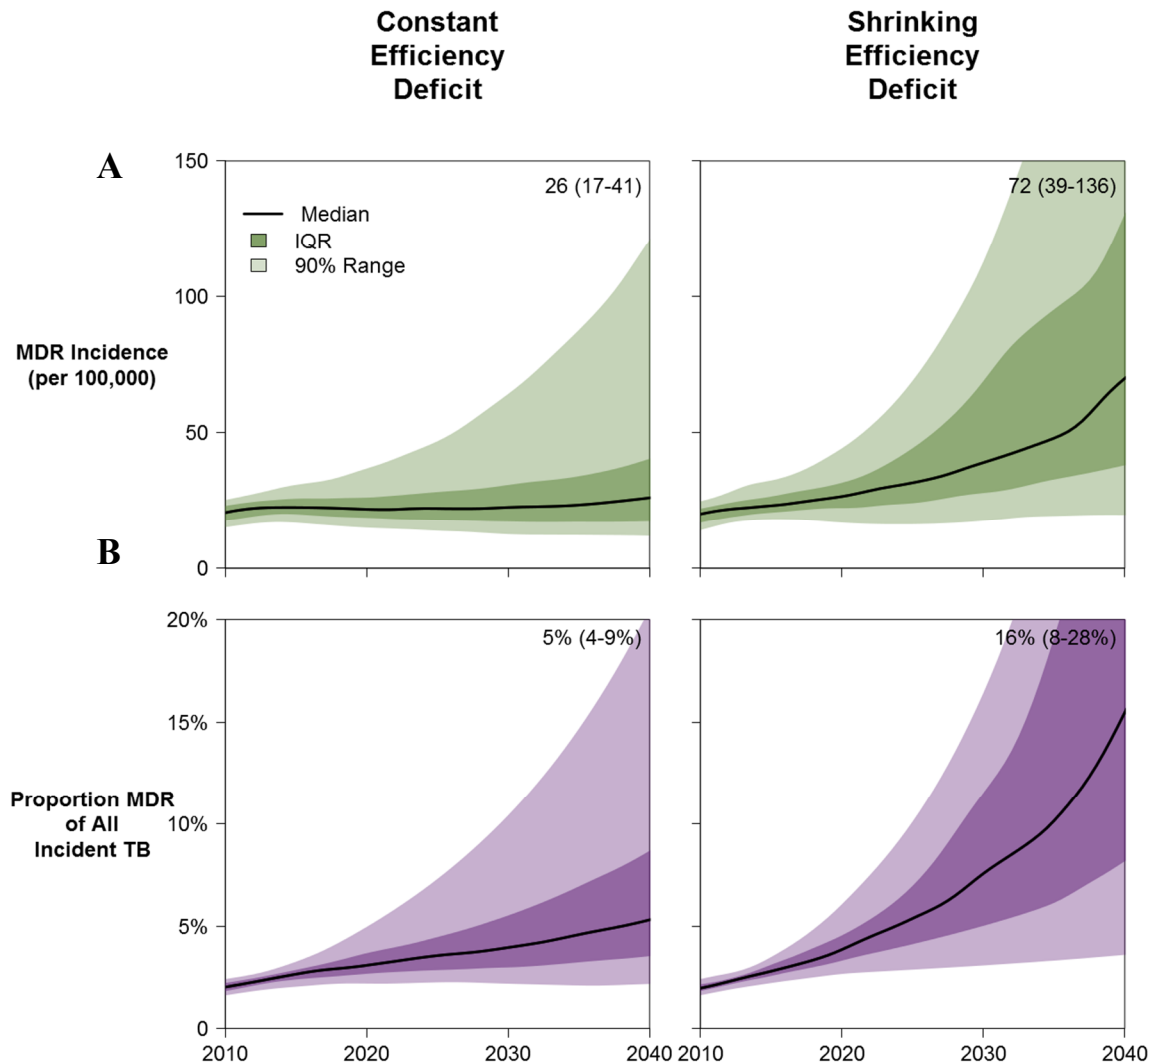 Constant
Efficiency
Deficit
Shrinking
Efficiency
Deficit
A
150
100
50
0
MDR Incidence
(per 100,000)
26 (17-41)
Median
IQR
90% Range
72 (39-136)
B
20%
15%
10%
5%
0
Proportion MDR
of All
Incident TB
5% (4-9%)
16% (8-28%)
2010
2020
2030
2040
2010
2020
2030
2040